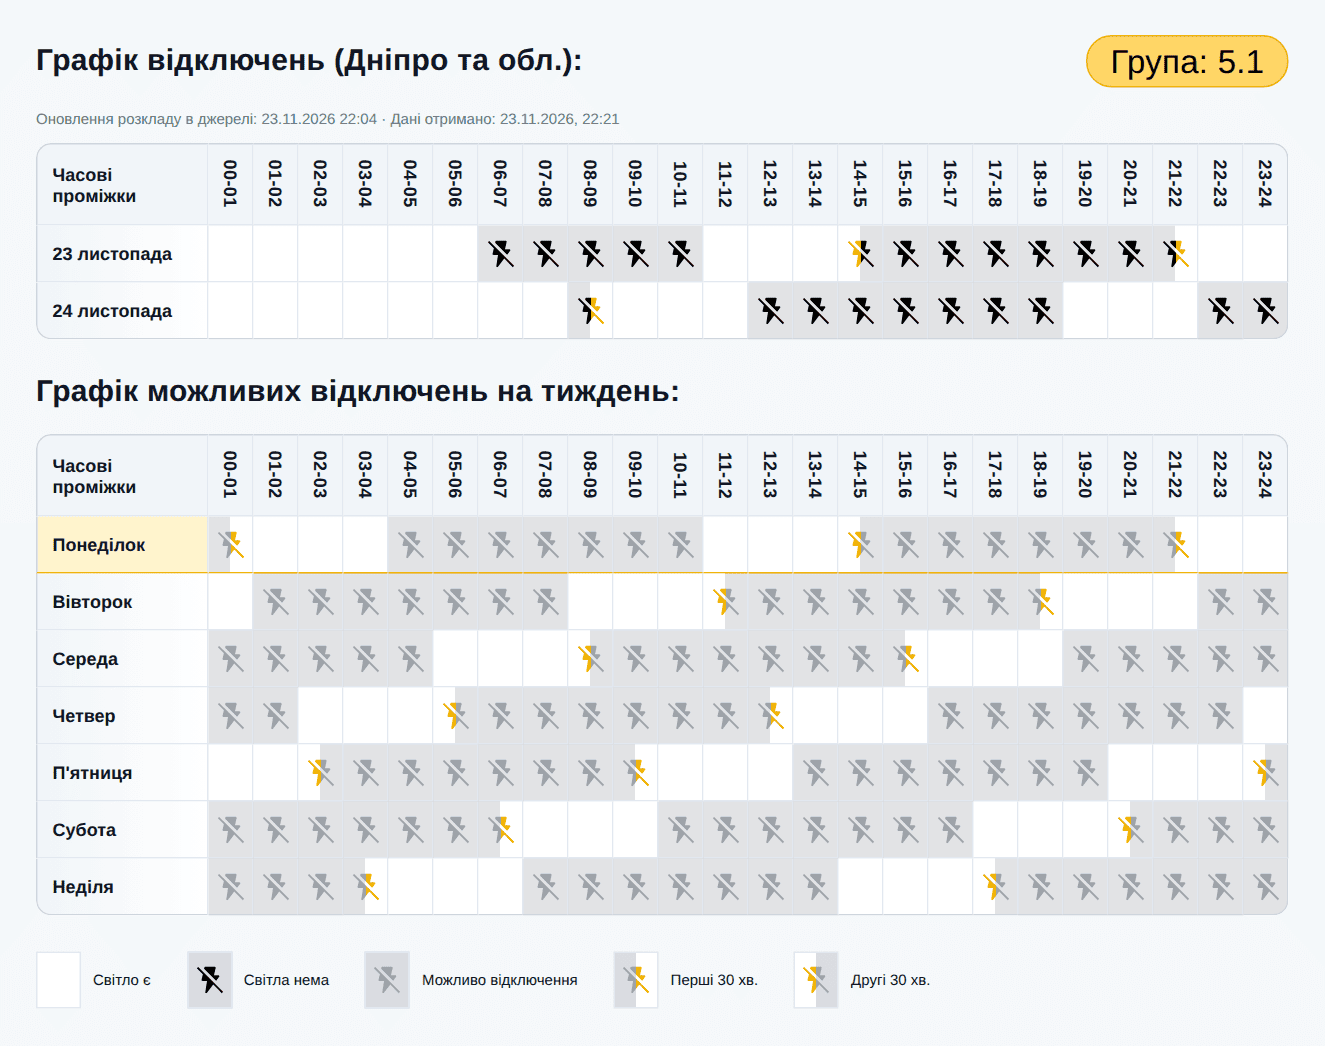 Графік відключень (Дніпро та обл.):
Група: 5.1
Оновлення розкладу в джерелі: 23.11.2026 22:04 · Дані отримано: 23.11.2026, 22:21
Часові
проміжки
00-01 01-02 02-03 03-04 04-05 05-06 06-07 07-08 08-09 09-10 10-11 11-12 12-13 13-14 14-15 15-16 16-17 17-18 18-19 19-20 20-21 21-22 22-23 23-24
23 листопада
24 листопада
Графік можливих відключень на тиждень:
Часові
проміжки
00-01 01-02 02-03 03-04 04-05 05-06 06-07 07-08 08-09 09-10 10-11 11-12 12-13 13-14 14-15 15-16 16-17 17-18 18-19 19-20 20-21 21-22 22-23 23-24
Понеділок
Вівторок
Середа
Четвер
П'ятниця
Субота
Неділя
Світло є
Світла нема
Можливо відключення
Перші 30 хв.
Другі 30 хв.